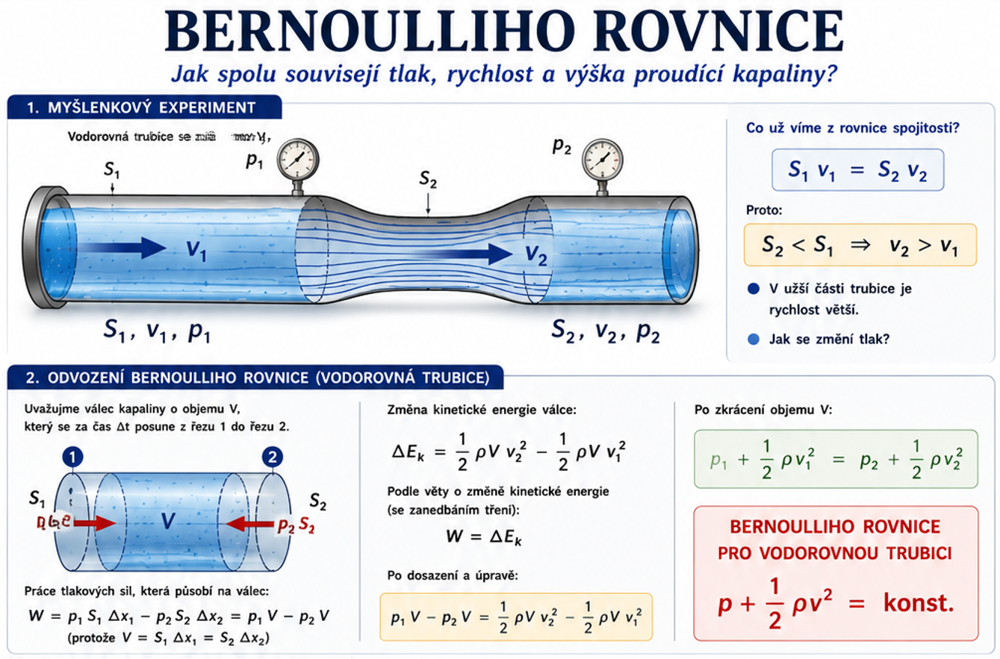 BERNOULLIHO ROVNICE
Jak spolu souvisejí tlak, rychlost a výška proudící kapaliny?
1. MYŠLENKOVÝ EXPERIMENT
Vodorovná trubice se
p₁
p₂
S₁
S₂
v₁
v₂
S₁, v₁, p₁
S₂, v₂, p₂
Co už víme z rovnice spojitosti?
S₁ v₁ = S₂ v₂
Proto:
S₂ < S₁ ⇒ v₂ > v₁
● V užší části trubice je
rychlost větší.
● Jak se změní tlak?
2. ODVOZENÍ BERNOULLIHO ROVNICE (VODOROVNÁ TRUBICE)
Uvažujme válec kapaliny o objemu V,
který se za čas Δt posune z řezu 1 do řezu 2.
1
2
S₁
S₂
V
p₂ S₂
Práce tlakových sil, která působí na válec:
W = p₁ S₁ Δx₁ − p₂ S₂ Δx₂ = p₁ V − p₂ V
(protože V = S₁ Δx₁ = S₂ Δx₂)
Změna kinetické energie válce:
ΔEₖ = 1/2 ρV v₂² − 1/2 ρV v₁²
Podle věty o změně kinetické energie
(se zanedbáním tření):
W = ΔEₖ
Po dosazení a úpravě:
p₁ V − p₂ V = 1/2 ρV v₂² − 1/2 ρV v₁²
Po zkrácení objemu V:
p₁ + 1/2 ρv₁² = p₂ + 1/2 ρv₂²
BERNOULLIHO ROVNICE
PRO VODOROVNOU TRUBICI
p + 1/2 ρv² = konst.